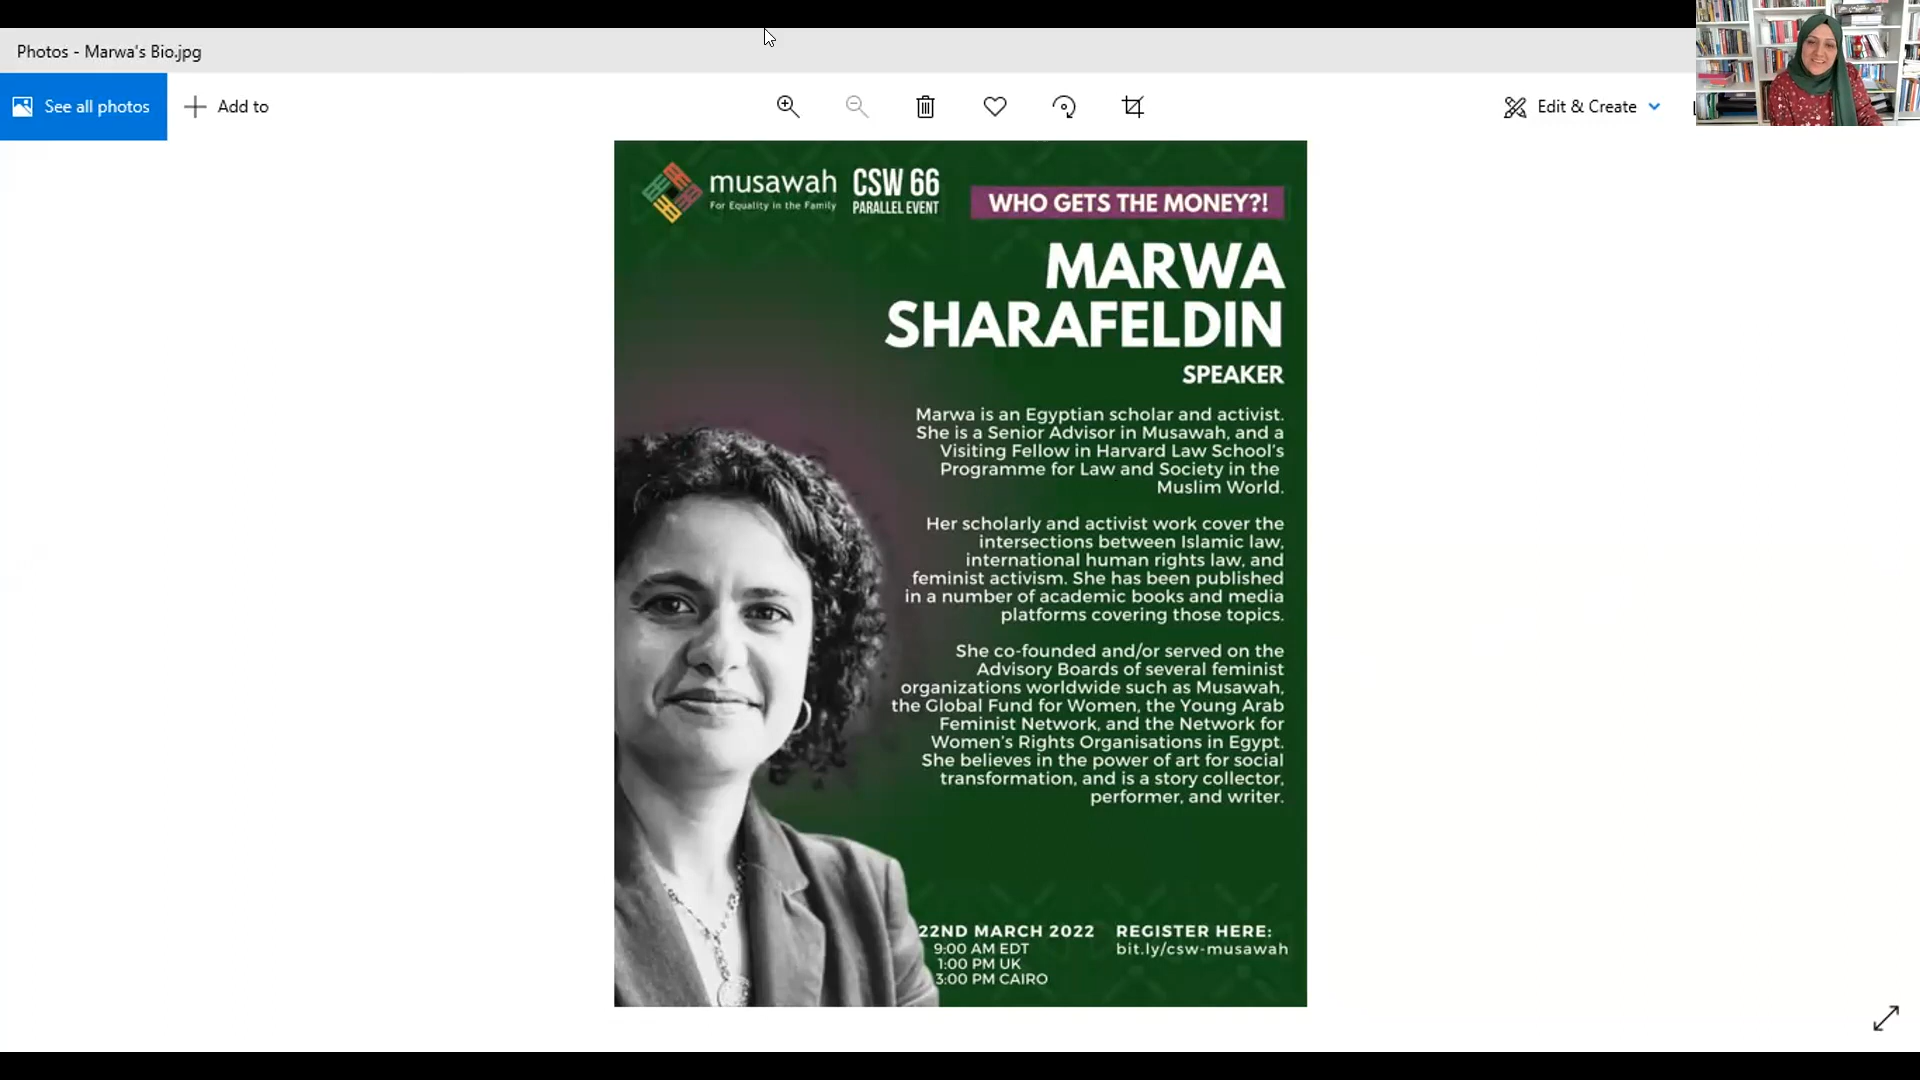 Photos - Marwa's Bio.jpg
See all photos
Add to
Edit & Create
musawah
For Equality in the Family
CSW 66
PARALLEL EVENT
WHO GETS THE MONEY?!
MARWA
SHARAFELDIN
SPEAKER
Marwa is an Egyptian scholar and activist.
She is a Senior Advisor in Musawah, and a
Visiting Fellow in Harvard Law School's
Programme for Law and Society in the
Muslim World.
Her scholarly and activist work cover the
intersections between Islamic law,
international human rights law, and
feminist activism. She has been published
in a number of academic books and media
platforms covering those topics.
She co-founded and/or served on the
Advisory Boards of several feminist
organizations worldwide such as Musawah,
the Global Fund for Women, the Young Arab
Feminist Network, and the Network for
Women's Rights Organisations in Egypt.
She believes in the power of art for social
transformation, and is a story collector,
performer, and writer.
22ND MARCH 2022
9:00 AM EDT
1:00 PM UK
3:00 PM CAIRO
REGISTER HERE:
bit.ly/csw-musawah